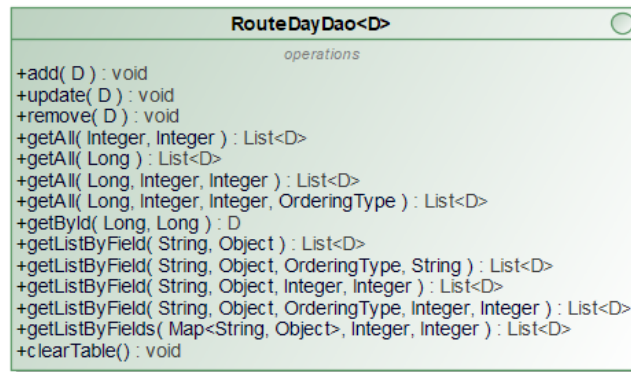 RouteDayDao<D>
operations
+add( D ) : void
+update( D ) : void
+remove( D ) : void
+getAll( Integer, Integer ) : List<D>
+getAll( Long ) : List<D>
+getAll( Long, Integer, Integer ) : List<D>
+getAll( Long, Integer, Integer, OrderingType ) : List<D>
+getById( Long, Long ) : D
+getListByField( String, Object ) : List<D>
+getListByField( String, Object, OrderingType, String ) : List<D>
+getListByField( String, Object, Integer, Integer ) : List<D>
+getListByField( String, Object, OrderingType, Integer, Integer ) : List<D>
+getListByFields( Map<String, Object>, Integer, Integer ) : List<D>
+clearTable() : void